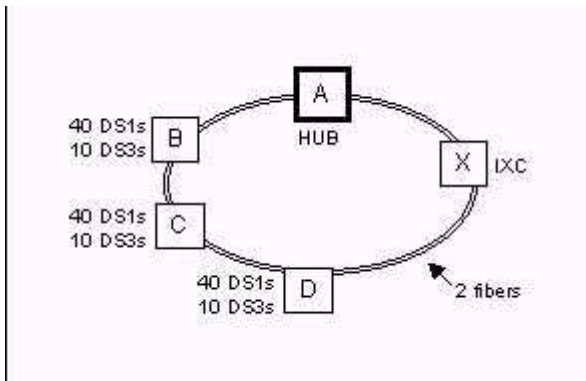 A
HUB
40 DS1s
10 DS3s
B
X
IXC
40 DS1s
10 DS3s
C
40 DS1s
10 DS3s
D
2 fibers